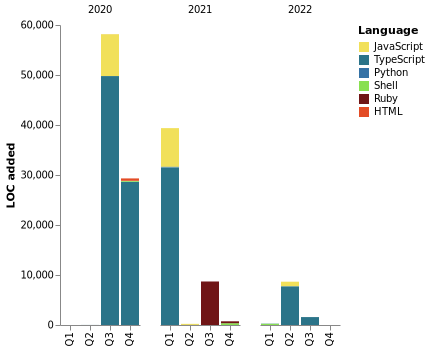 2020 2021 2022
Language
JavaScript
TypeScript
Python
Shell
Ruby
HTML
LOC added
60,000
50,000
40,000
30,000
20,000
10,000
0
Q1 Q2 Q3 Q4 Q1 Q2 Q3 Q4 Q1 Q2 Q3 Q4